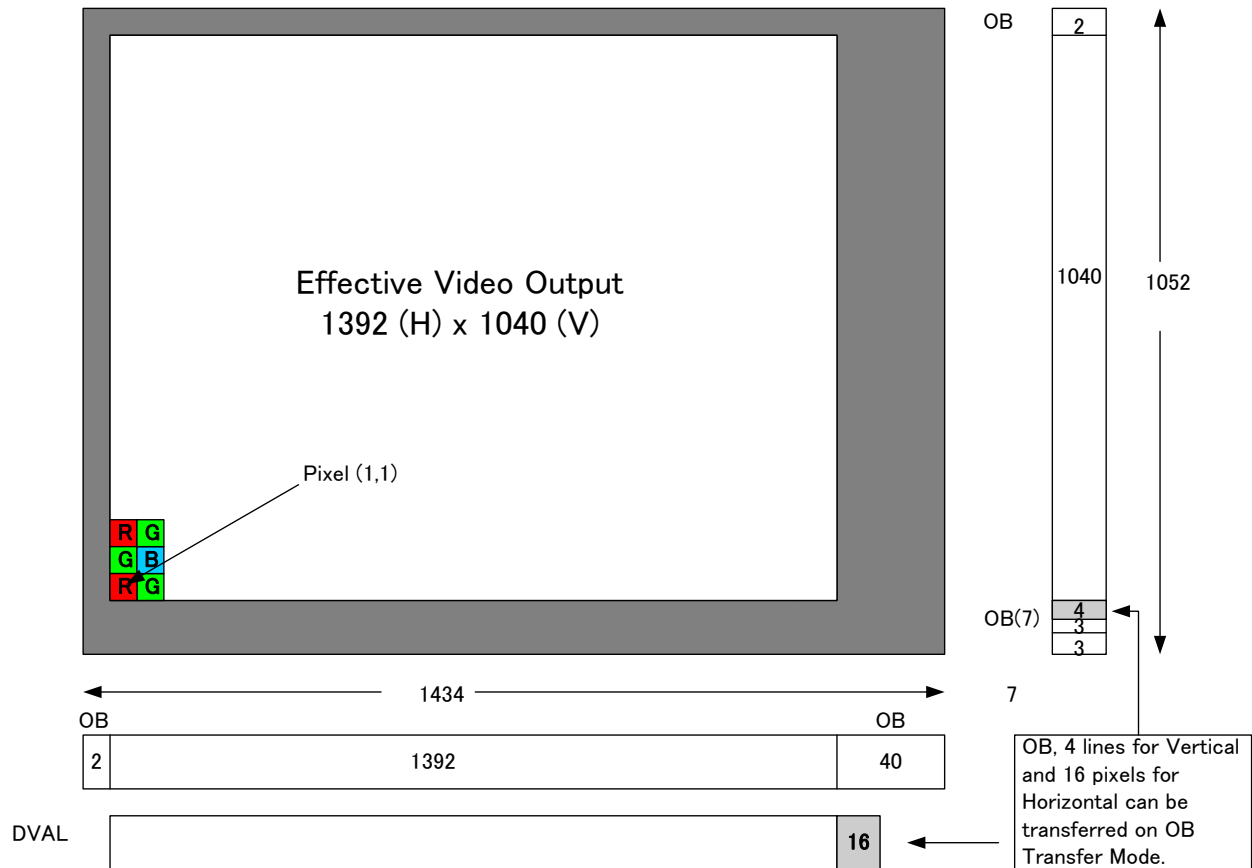 OB
2
Effective Video Output
1392 (H) x 1040 (V)
1040
1052
Pixel (1,1)
R G
G B
R G
OB(7)
4
3
3
1434
7
OB
OB
2
1392
40
OB, 4 lines for Vertical
and 16 pixels for
Horizontal can be
transferred on OB
Transfer Mode.
DVAL
16